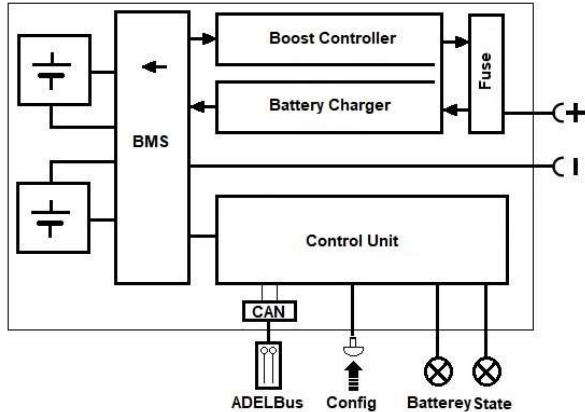 Boost Controller
Battery Charger
Fuse
+
BMS
I
Control Unit
CAN
ADELBus
Config
Batterey
State